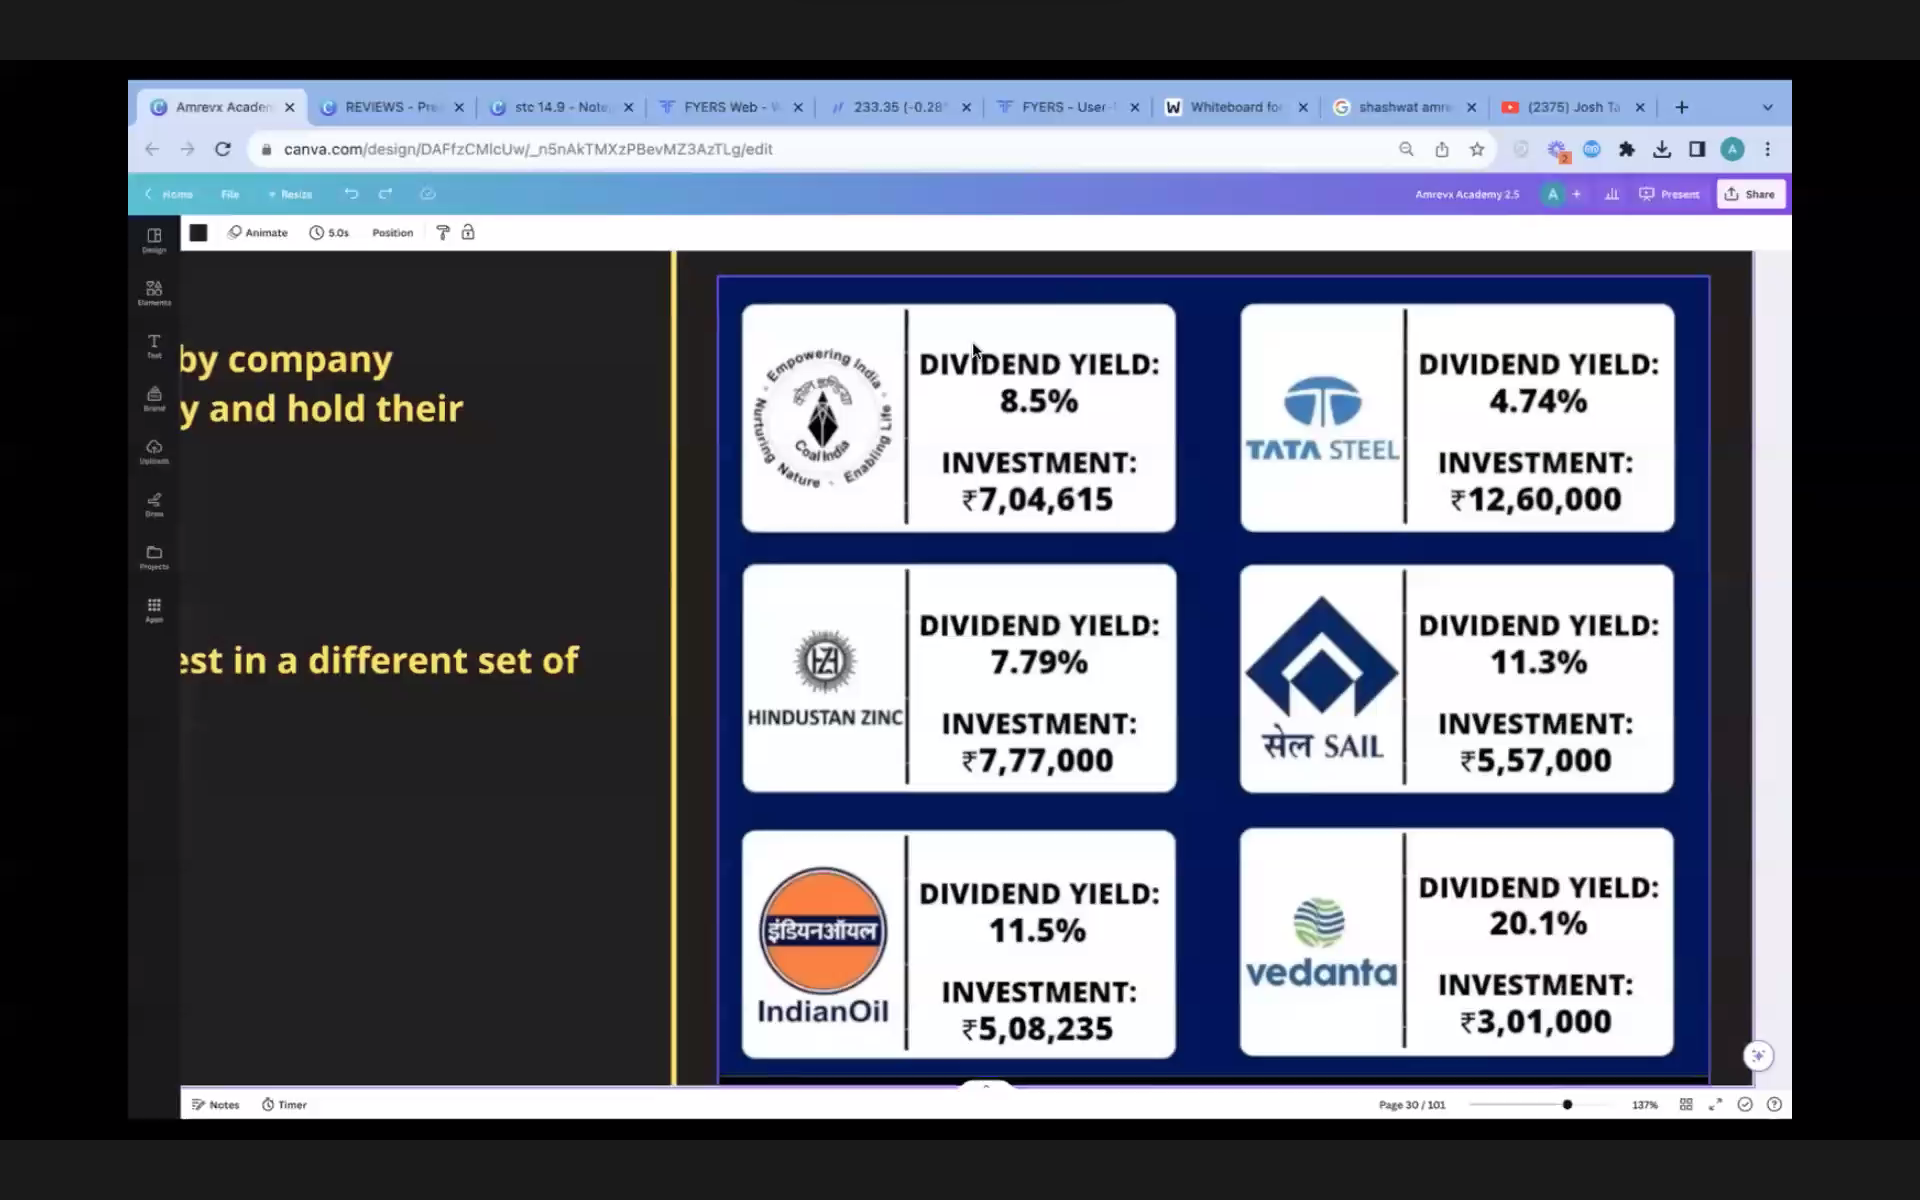 Amrevx Acaden
REVIEWS - Pre
stc 14.9 - Note
FYERS Web - W
233.35 (-0.28
FYERS - User-
Whiteboard for
shashwat amre
(2375) Josh Ta
canva.com/design/DAFfzCMlcUw/_n5nAkTMXzPBevMZ3AzTLg/edit
Home
File
Resize
Amrevx Academy 2.5
A
Present
Share
Animate
5.0s
Position
Design
Elements
Text
Brand
Uploads
Draw
Projects
Apps
by company
y and hold their
est in a different set of
Empowering India
Nurturing Nature - Enabling Life
Coal India
DIVIDEND YIELD:
8.5%
INVESTMENT:
₹7,04,615
TATA STEEL
DIVIDEND YIELD:
4.74%
INVESTMENT:
₹12,60,000
HINDUSTAN ZINC
DIVIDEND YIELD:
7.79%
INVESTMENT:
₹7,77,000
सेल SAIL
DIVIDEND YIELD:
11.3%
INVESTMENT:
₹5,57,000
इंडियनऑयल
IndianOil
DIVIDEND YIELD:
11.5%
INVESTMENT:
₹5,08,235
vedanta
DIVIDEND YIELD:
20.1%
INVESTMENT:
₹3,01,000
Notes
Timer
Page 30 / 101
137%